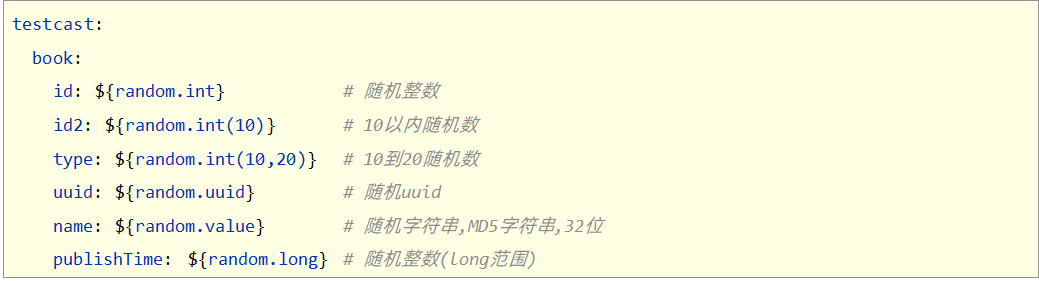 testcast:
  book:
    id: ${random.int}            # 随机整数
    id2: ${random.int(10)}       # 10以内随机数
    type: ${random.int(10,20)}   # 10到20随机数
    uuid: ${random.uuid}         # 随机uuid
    name: ${random.value}        # 随机字符串,MD5字符串,32位
    publishTime: ${random.long}  # 随机整数(long范围)